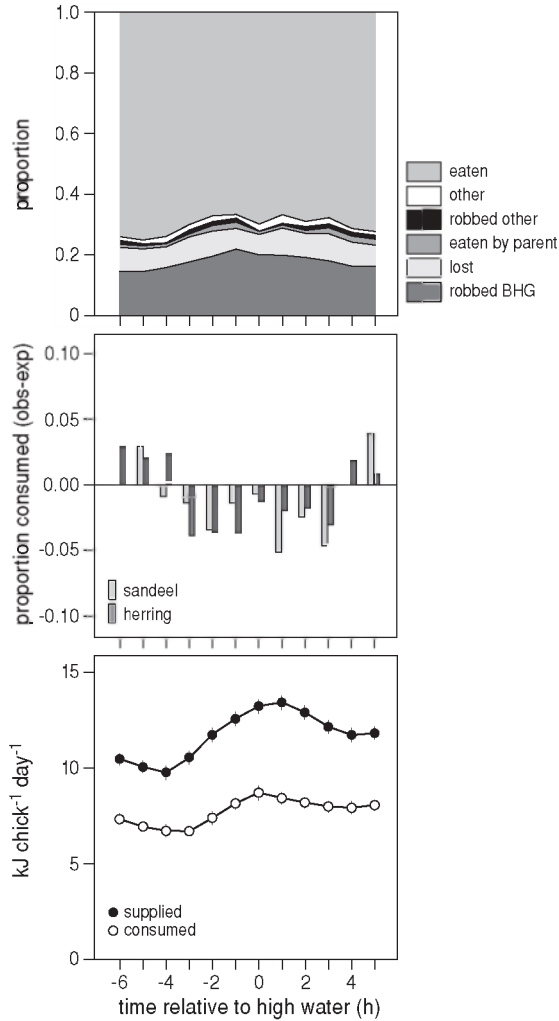 1.0
0.8
0.6
0.4
0.2
0
proportion
eaten
other
robbed other
eaten by parent
lost
robbed BHG
0.10
0.05
0.00
-0.05
-0.10
proportion consumed (obs-exp)
sandeel
herring
15
10
5
0
kJ chick⁻¹ day⁻¹
supplied
consumed
-6 -4 -2 0 2 4
time relative to high water (h)